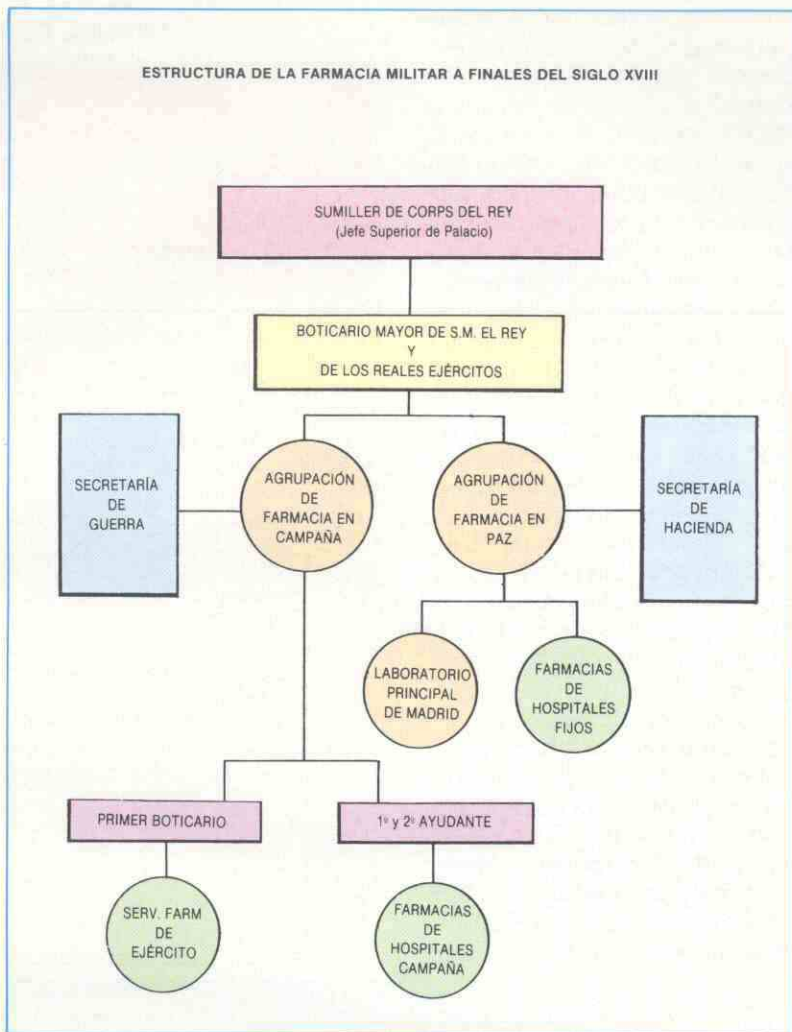 ESTRUCTURA DE LA FARMACIA MILITAR A FINALES DEL SIGLO XVIII
SUMILLER DE CORPS DEL REY
(Jefe Superior de Palacio)
BOTICARIO MAYOR DE S.M. EL REY
Y
DE LOS REALES EJÉRCITOS
SECRETARÍA
DE
GUERRA
AGRUPACIÓN
DE
FARMACIA EN
CAMPAÑA
AGRUPACIÓN
DE
FARMACIA EN
PAZ
SECRETARÍA
DE
HACIENDA
LABORATORIO
PRINCIPAL
DE MADRID
FARMACIAS
DE
HOSPITALES
FIJOS
PRIMER BOTICARIO
1º y 2º AYUDANTE
SERV. FARM
DE
EJÉRCITO
FARMACIAS
DE
HOSPITALES
CAMPAÑA